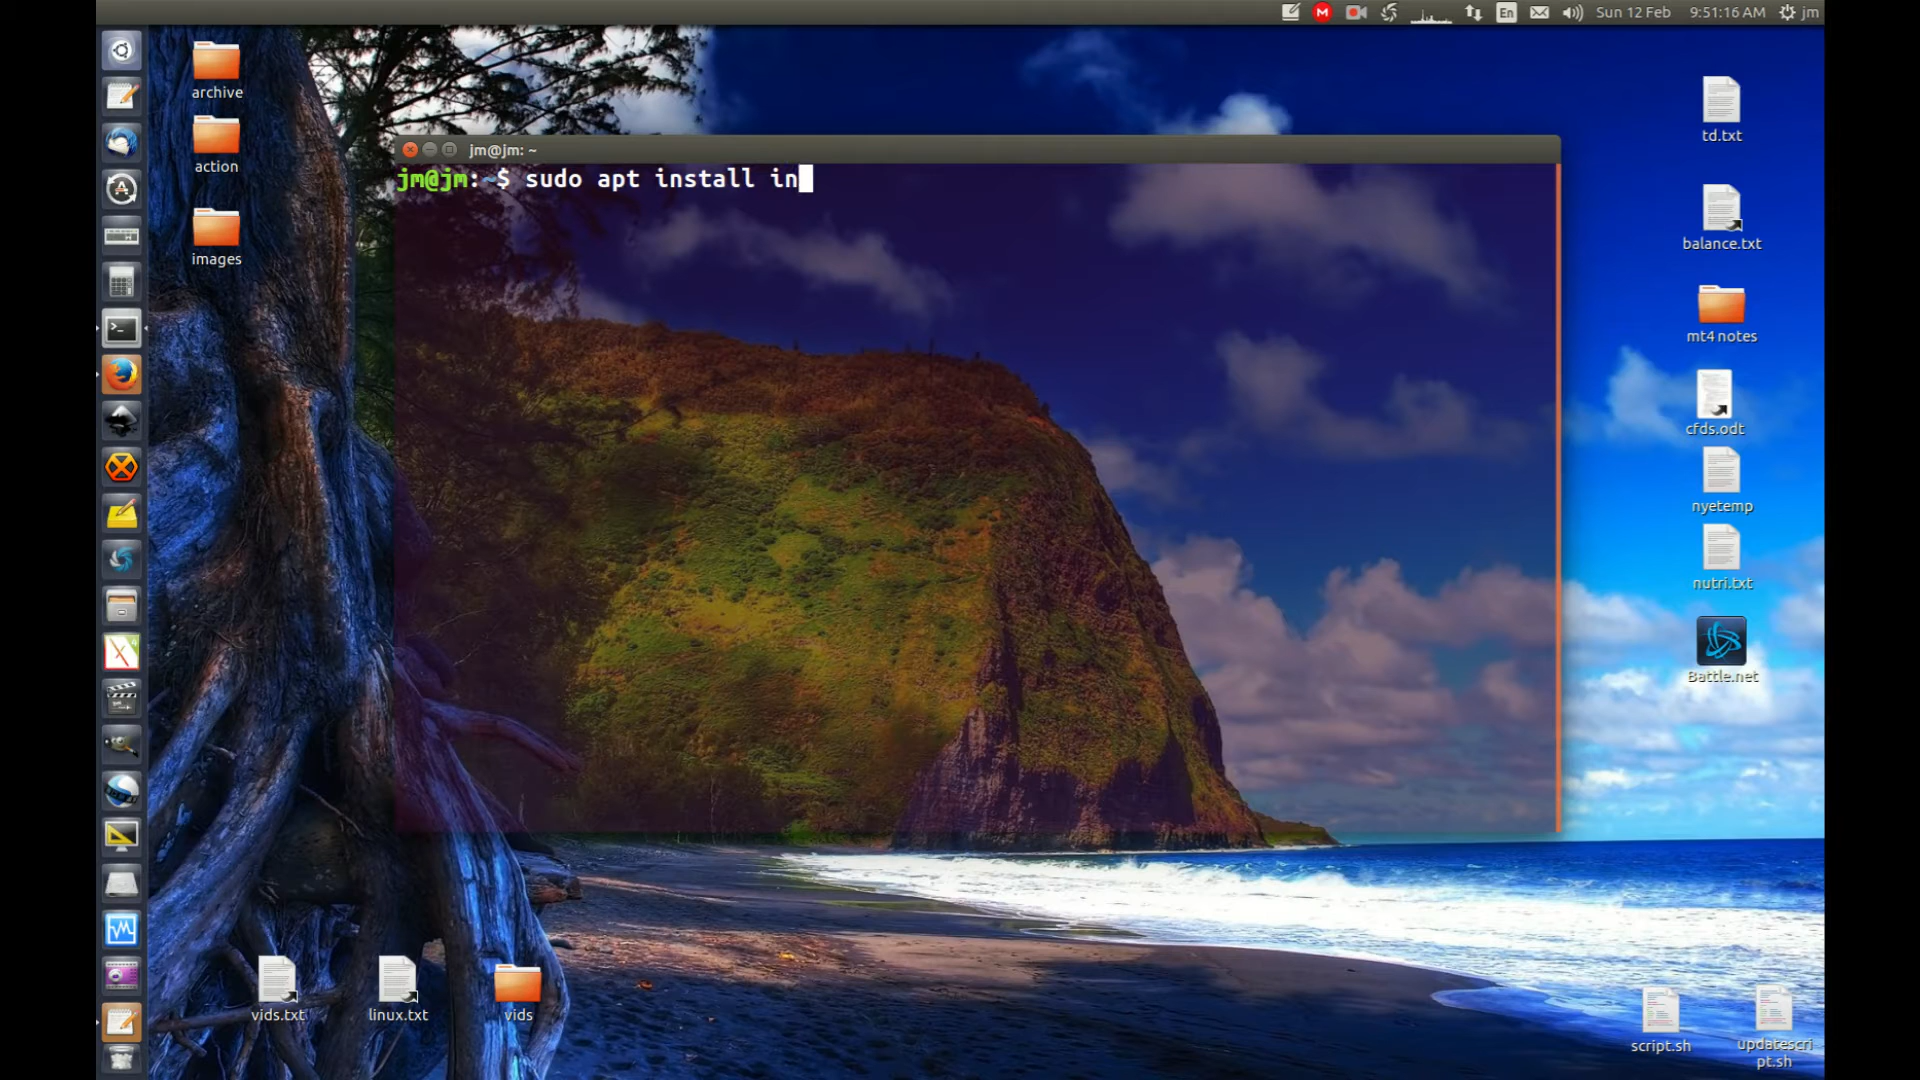 En
Sun 12 Feb
9:51:16 AM
jm
archive
action
images
jm@jm: ~
jm@jm:~$ sudo apt install in
td.txt
balance.txt
mt4 notes
cfds.odt
nyetemp
nutri.txt
Battle.net
vids.txt
linux.txt
vids
script.sh
updatescri
pt.sh